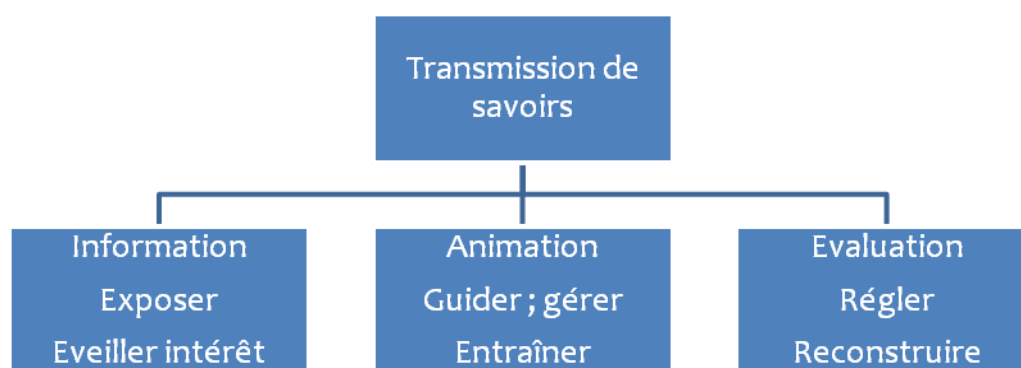 Transmission de
savoirs
Information
Exposer
Eveiller intérêt
Animation
Guider ; gérer
Entraîner
Evaluation
Régler
Reconstruire